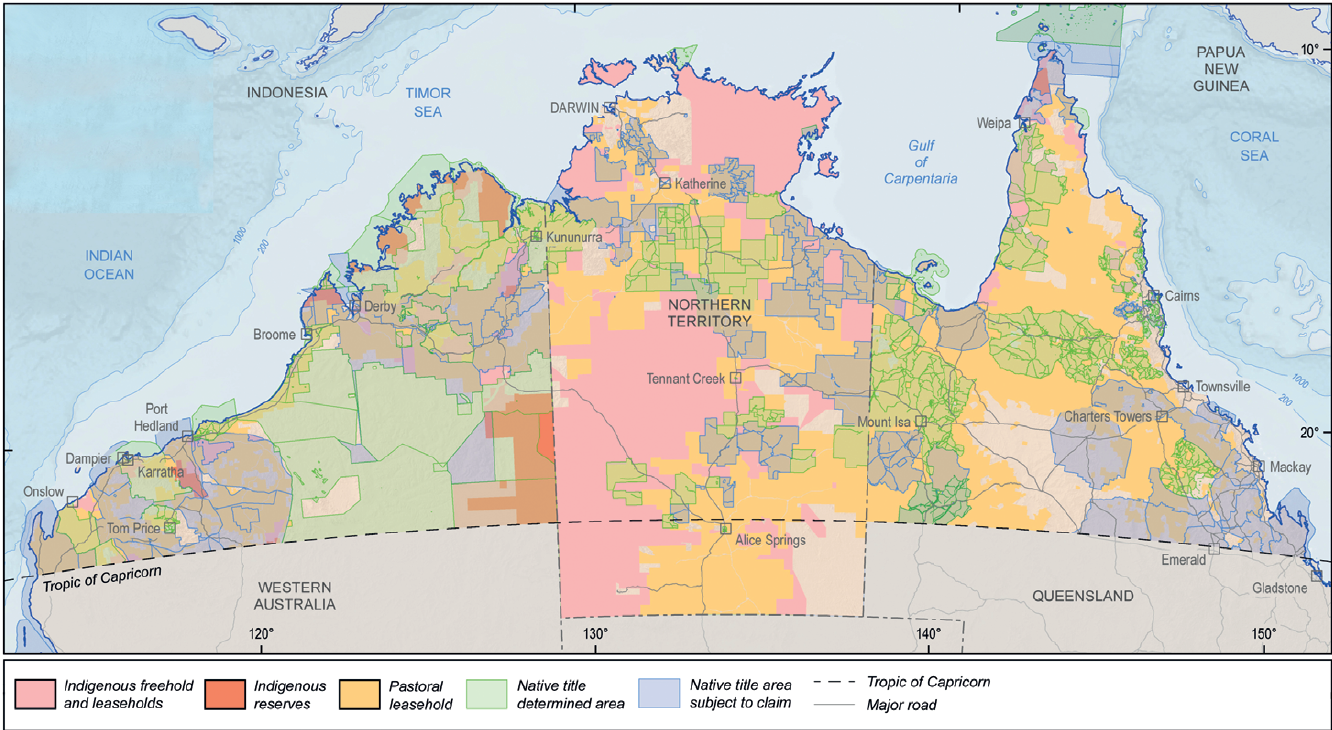 10°
INDONESIA
TIMOR
SEA
PAPUA
NEW
GUINEA
DARWIN
Weipa
CORAL
SEA
Gulf
of
Carpentaria
Katherine
1000
200
Kununurra
INDIAN
OCEAN
Derby
Cairns
NORTHERN
TERRITORY
Broome
Tennant Creek
1000
200
Townsville
Port
Hedland
Charters Towers
Mount Isa
20°
Dampier
Karratha
Mackay
Onslow
Tom Price
Alice Springs
Emerald
Tropic of Capricorn
WESTERN
AUSTRALIA
QUEENSLAND
Gladstone
120°
130°
140°
150°
Indigenous freehold
and leaseholds
Indigenous
reserves
Pastoral
leasehold
Native title
determined area
Native title area
subject to claim
Tropic of Capricorn
Major road